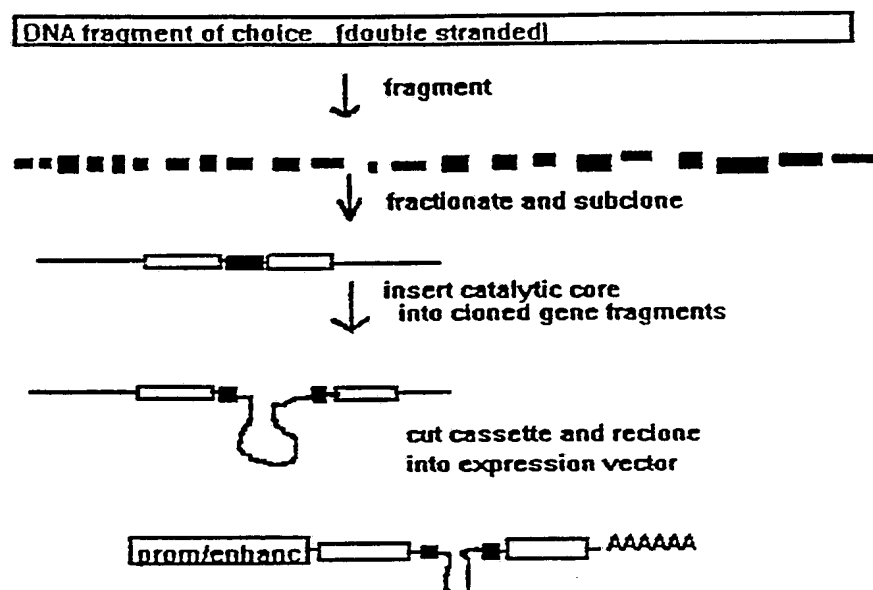 DNA fragment of choice [double stranded]
fragment
fractionate and subclone
insert catalytic core
into cloned gene fragments
cut cassette and reclone
into expression vector
prom/enhanc
AAAAAA